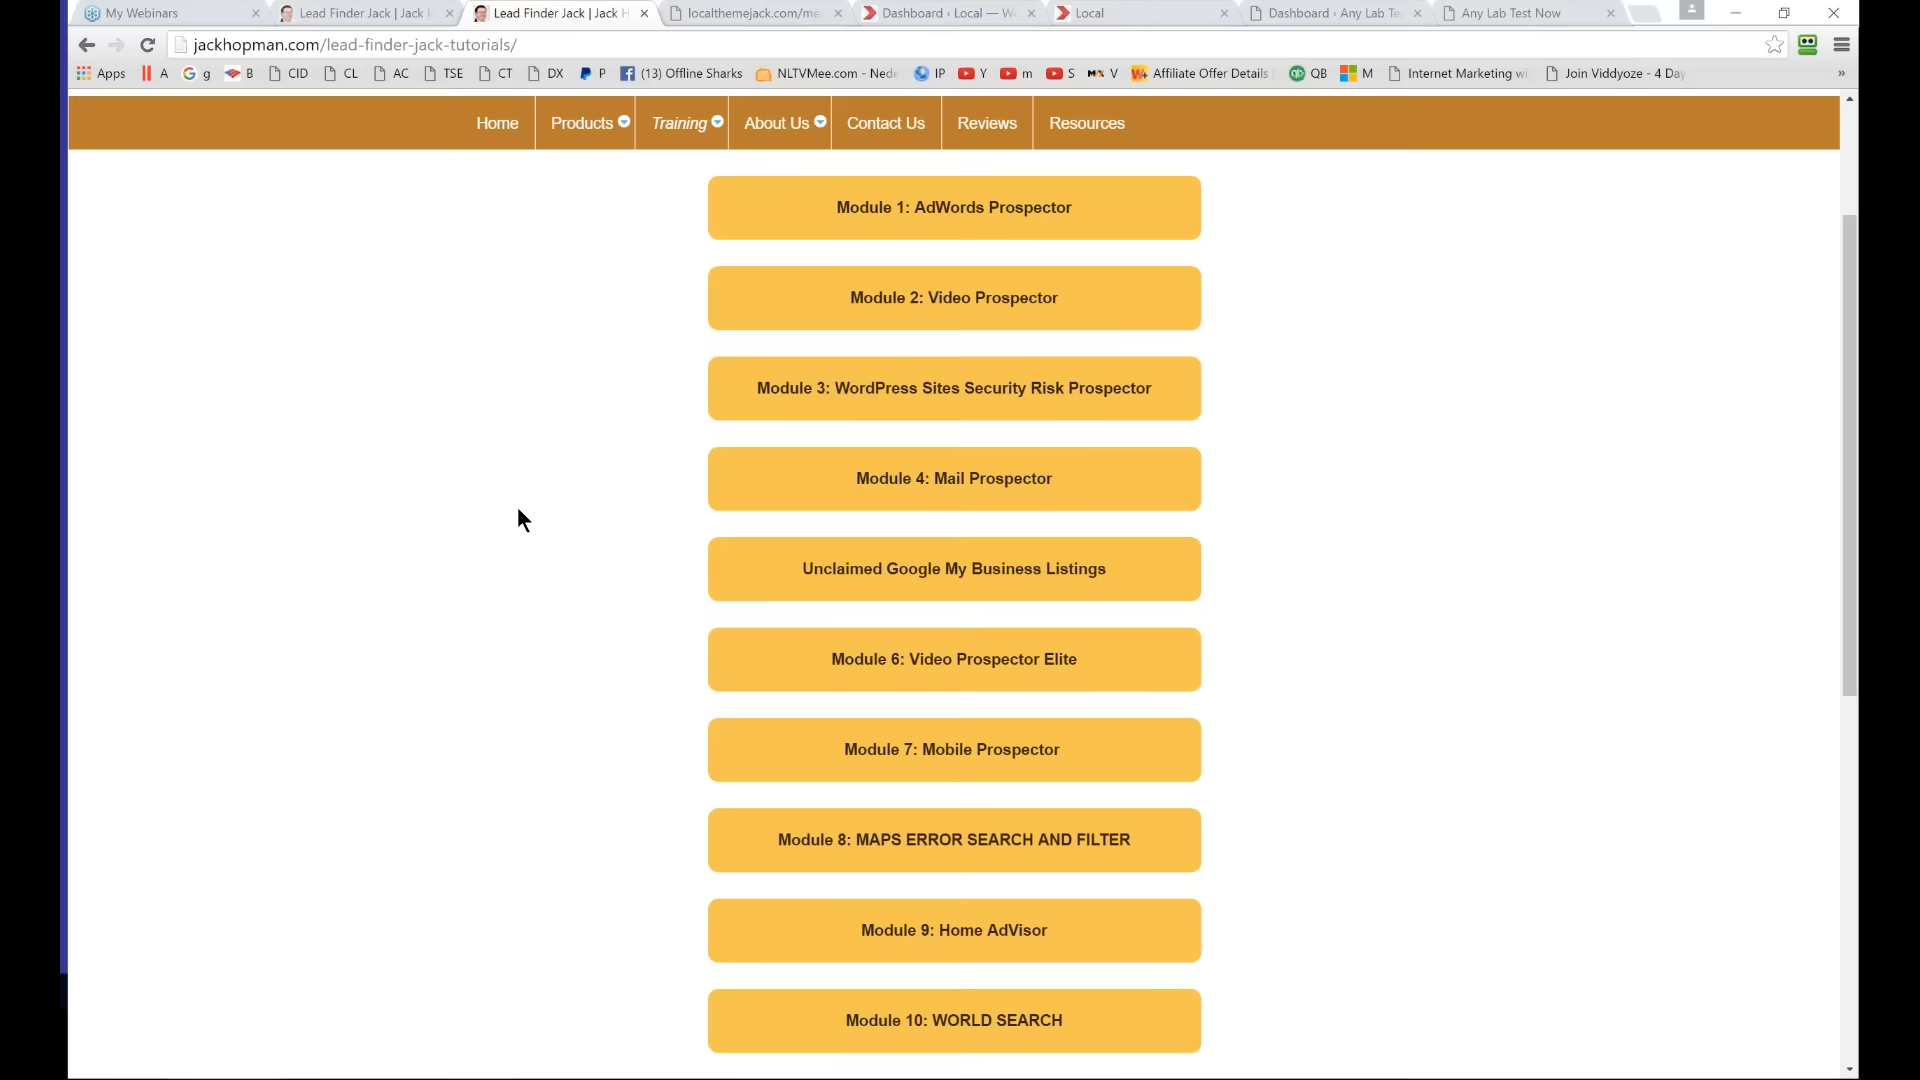 My Webinars
Lead Finder Jack | Jack
Lead Finder Jack | Jack H
localthemejack.com/me
Dashboard ‹ Local — W
Local
Dashboard ‹ Any Lab Te
Any Lab Test Now
jackhopman.com/lead-finder-jack-tutorials/
Apps
A
g
B
CID
CL
AC
TSE
CT
DX
P
(13) Offline Sharks
NLTVMee.com - Nede
IP
Y
m
S
V
Affiliate Offer Details
QB
M
Internet Marketing wi
Join Viddyoze - 4 Day
»
Home
Products
Training
About Us
Contact Us
Reviews
Resources
Module 1: AdWords Prospector
Module 2: Video Prospector
Module 3: WordPress Sites Security Risk Prospector
Module 4: Mail Prospector
Unclaimed Google My Business Listings
Module 6: Video Prospector Elite
Module 7: Mobile Prospector
Module 8: MAPS ERROR SEARCH AND FILTER
Module 9: Home AdVisor
Module 10: WORLD SEARCH